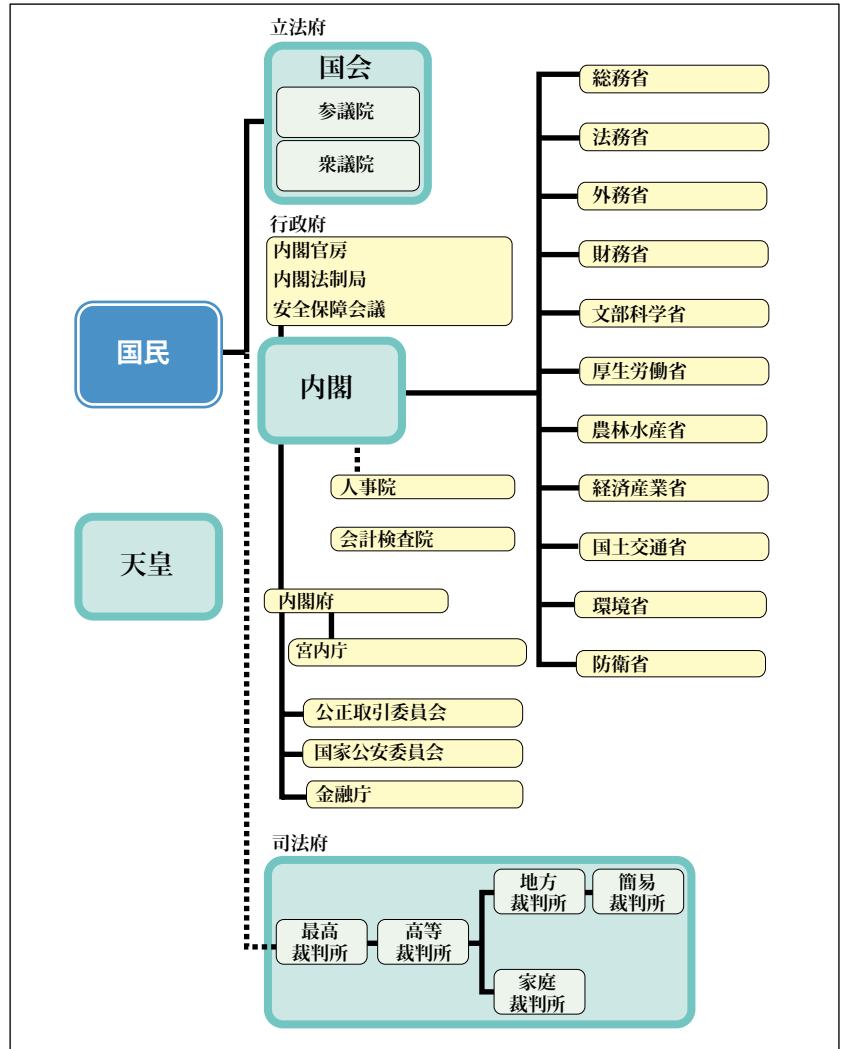 立法府
国会
参議院
衆議院
行政府
内閣官房
内閣法制局
安全保障会議
国民
内閣
天皇
人事院
会計検査院
内閣府
宮内庁
公正取引委員会
国家公安委員会
金融庁
総務省
法務省
外務省
財務省
文部科学省
厚生労働省
農林水産省
経済産業省
国土交通省
環境省
防衛省
司法府
最高
裁判所
高等
裁判所
地方
裁判所
簡易
裁判所
家庭
裁判所